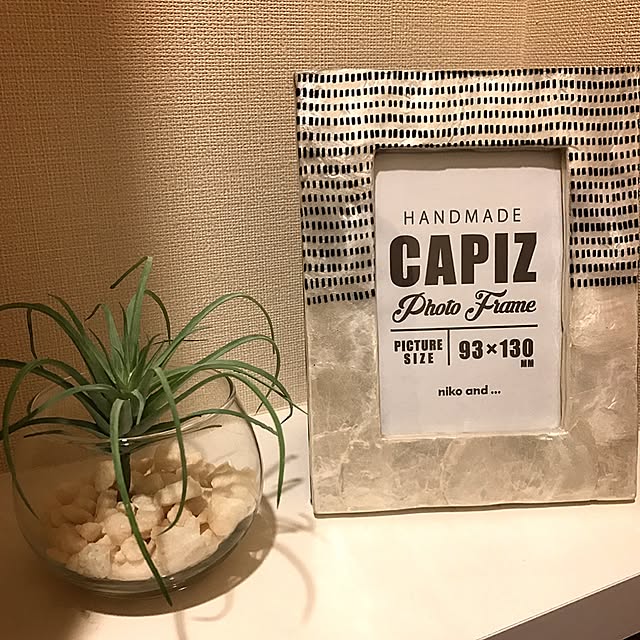 HANDMADE
CAPIZ
Photo Frame
PICTURE SIZE
93×130 MM
niko and ...